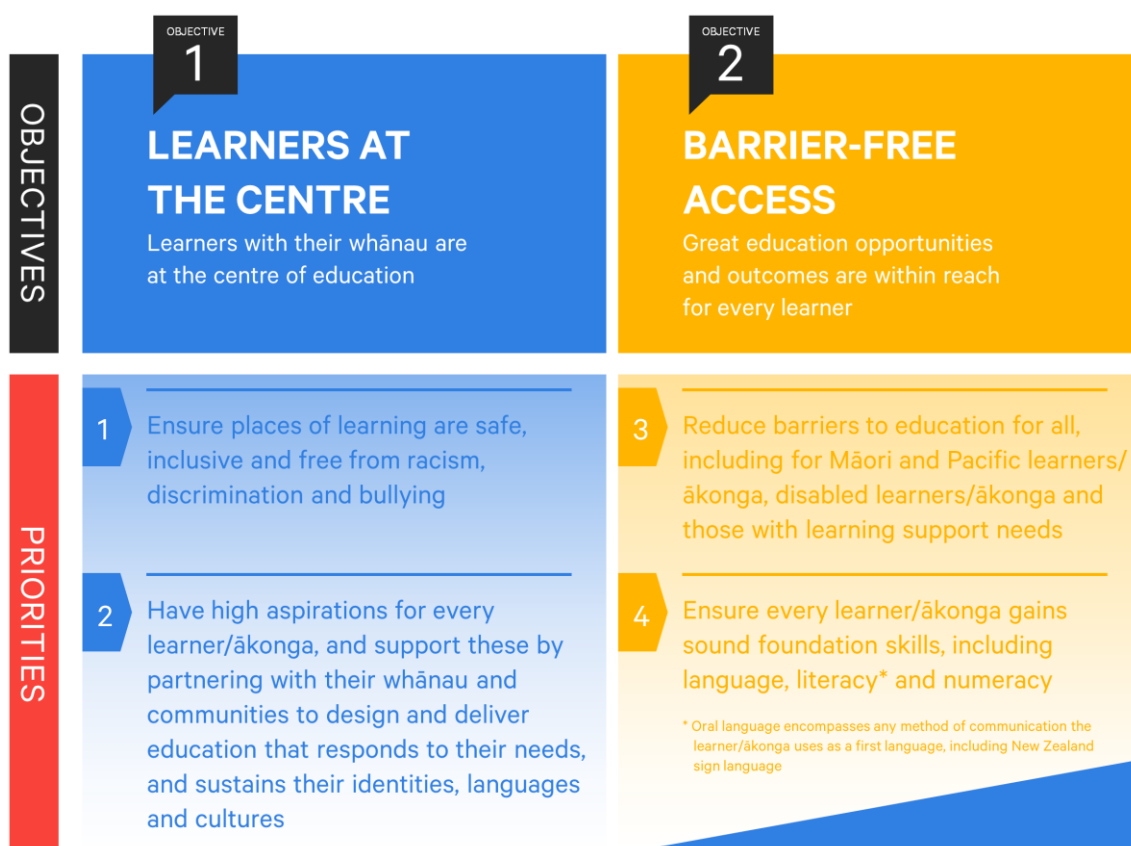 OBJECTIVES
OBJECTIVE
1
LEARNERS AT
THE CENTRE
Learners with their whānau are
at the centre of education
OBJECTIVE
2
BARRIER-FREE
ACCESS
Great education opportunities
and outcomes are within reach
for every learner
PRIORITIES
1
Ensure places of learning are safe,
inclusive and free from racism,
discrimination and bullying
2
Have high aspirations for every
learner/ākonga, and support these by
partnering with their whānau and
communities to design and deliver
education that responds to their needs,
and sustains their identities, languages
and cultures
3
Reduce barriers to education for all,
including for Māori and Pacific learners/
ākonga, disabled learners/ākonga and
those with learning support needs
4
Ensure every learner/ākonga gains
sound foundation skills, including
language, literacy* and numeracy
* Oral language encompasses any method of communication the
learner/ākonga uses as a first language, including New Zealand
sign language